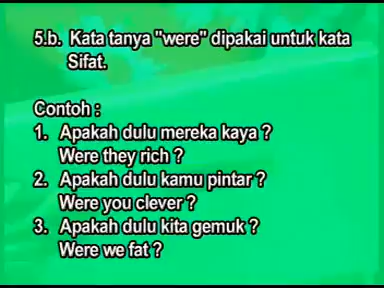 5.b. Kata tanya "were" dipakai untuk kata
Sifat.
Contoh :
1. Apakah dulu mereka kaya ?
Were they rich ?
2. Apakah dulu kamu pintar ?
Were you clever ?
3. Apakah dulu kita gemuk ?
Were we fat ?